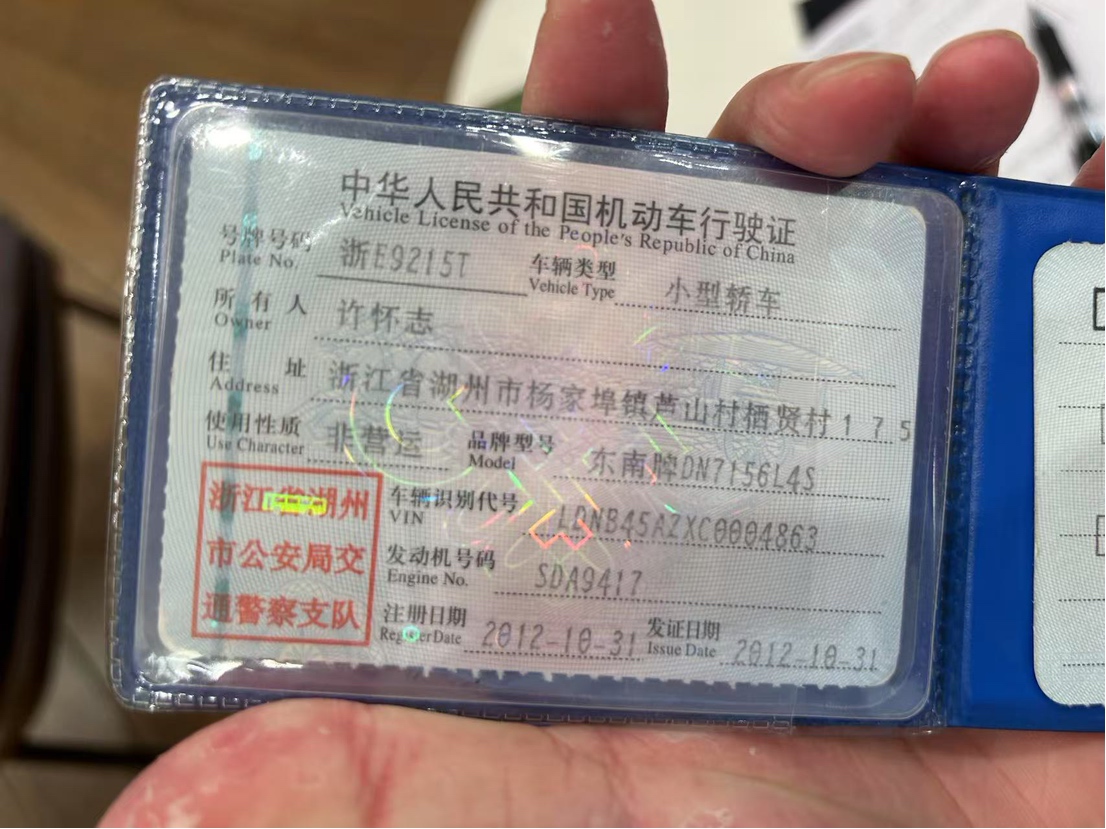 中华人民共和国机动车行驶证
Vehicle License of the People's Republic of China
号牌号码 浙E9215T 车辆类型 小型轿车
Plate No. Vehicle Type
所有人 许怀志
Owner
住址 浙江省湖州市杨家埠镇芦山村栖贤村175
Address
使用性质 非营运 品牌型号 东南牌DN7156L4S
Use Character Model
浙江省湖州
市公安局交
通警察支队
车辆识别代号 LDNB45AZXC0004863
VIN
发动机号码 SDA9417
Engine No.
注册日期 2012-10-31 发证日期 2012-10-31
Register Date Issue Date